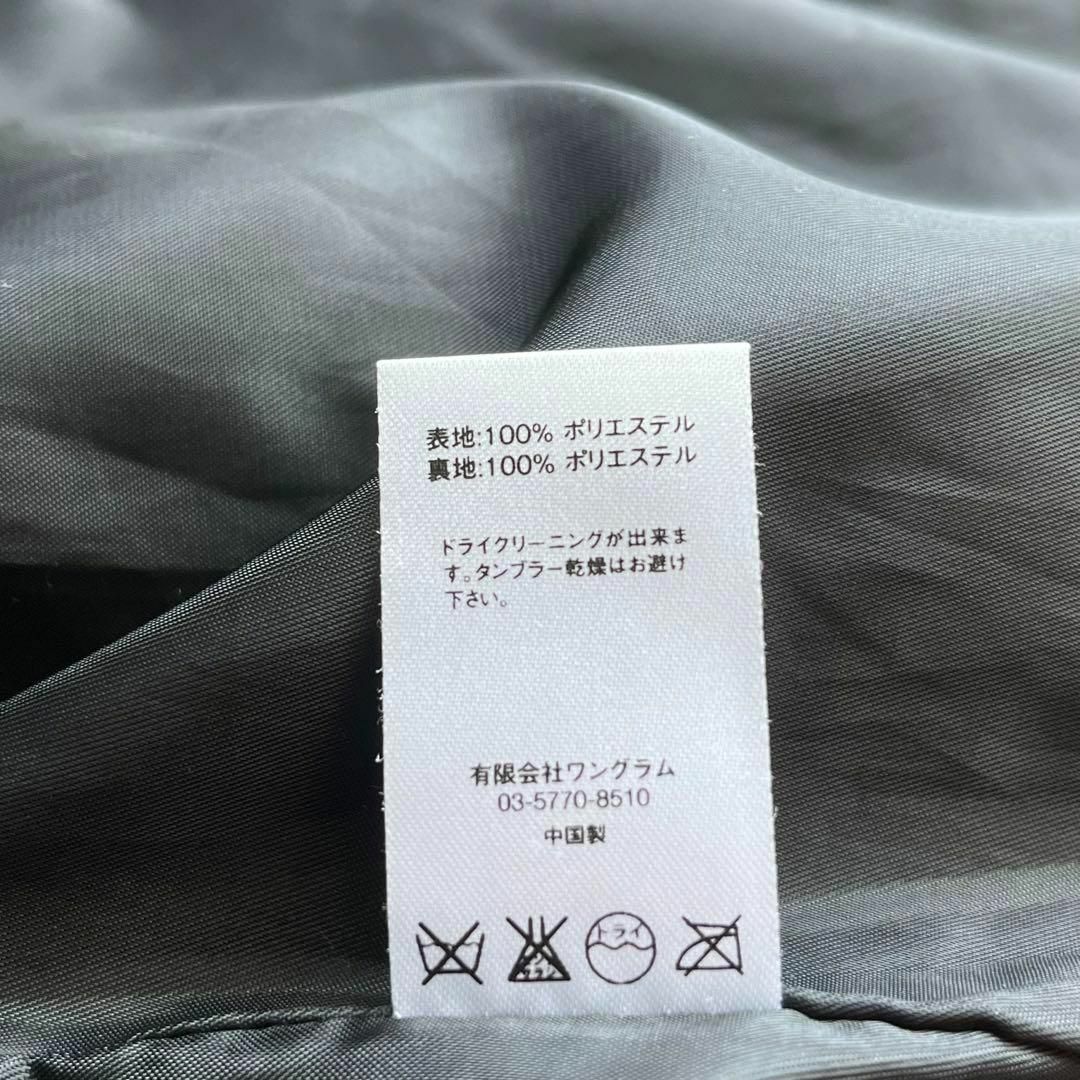 表地:100% ポリエステル
裏地:100% ポリエステル
ドライクリーニングが出来ま
す。タンブラー乾燥はお避け
下さい。
有限会社ワングラム
03-5770-8510
中国製
ドライ